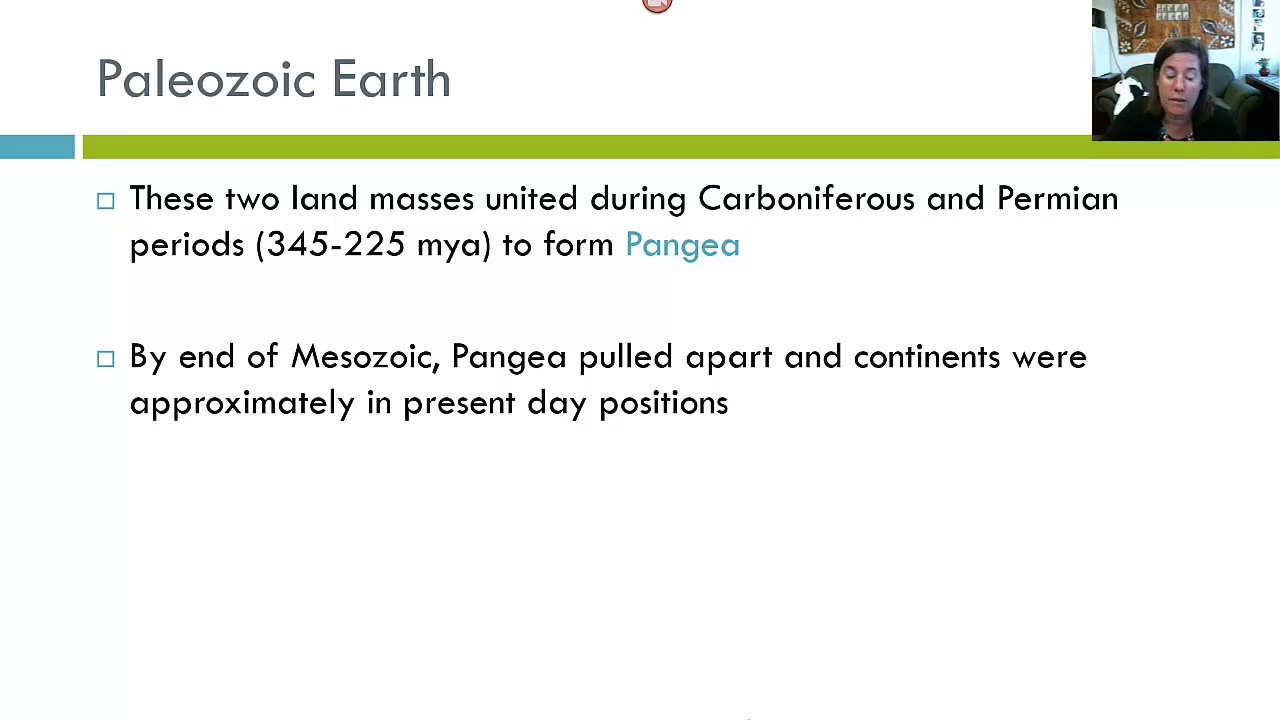 Paleozoic Earth
These two land masses united during Carboniferous and Permian
periods (345-225 mya) to form Pangea
By end of Mesozoic, Pangea pulled apart and continents were
approximately in present day positions